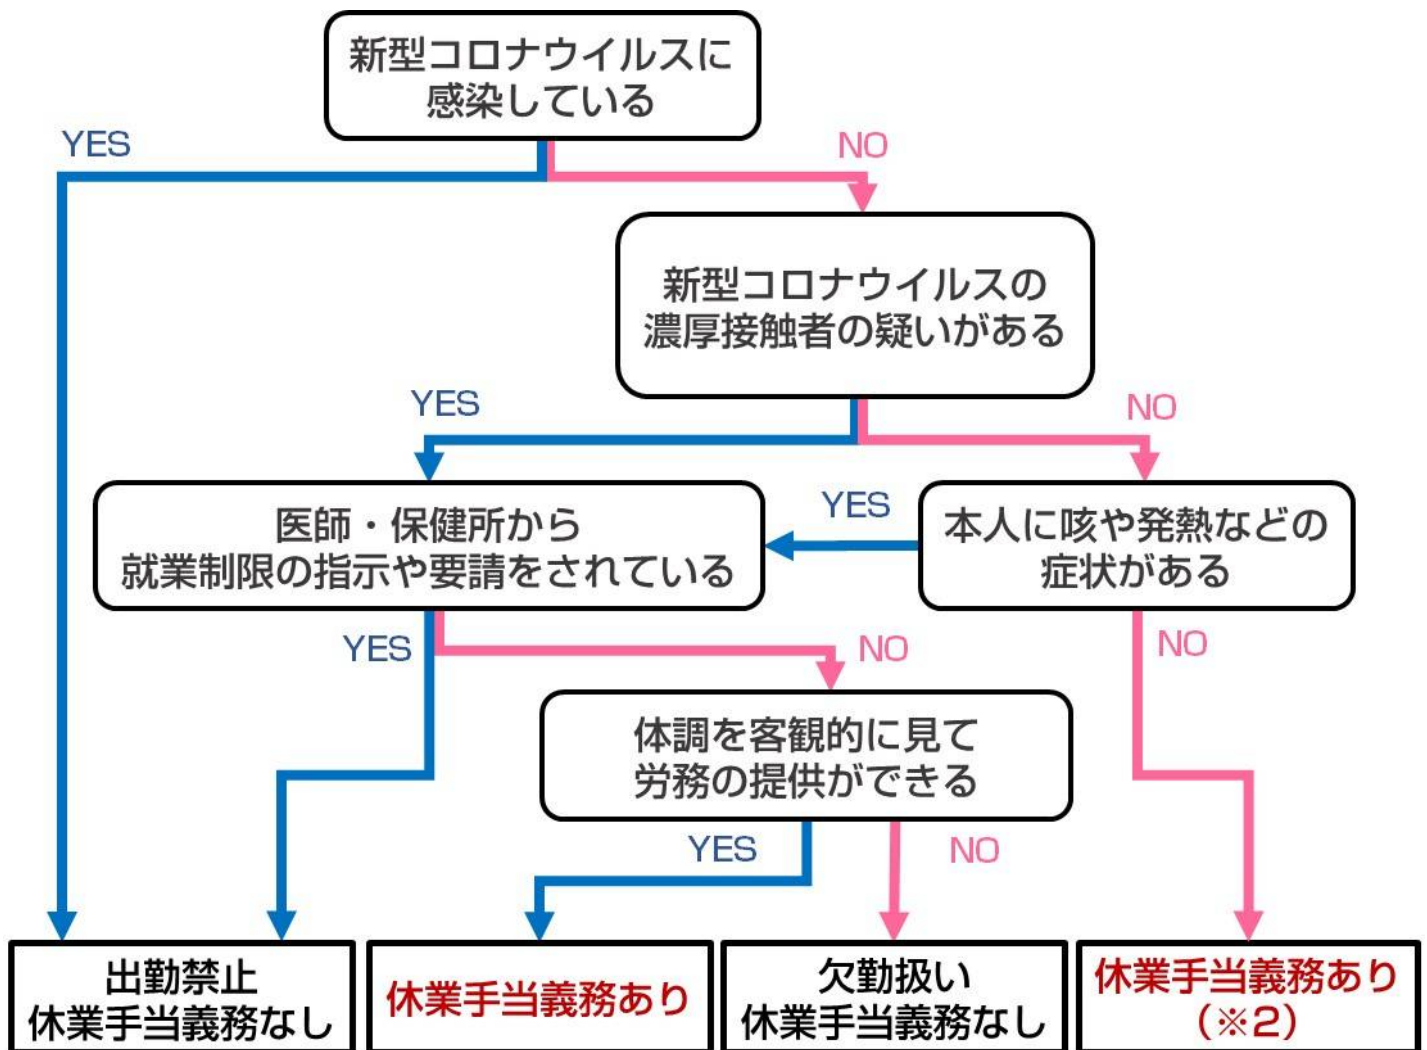 新型コロナウイルスに
感染している
YES
NO
新型コロナウイルスの
濃厚接触者の疑いがある
YES
NO
医師・保健所から
就業制限の指示や要請をされている
YES
本人に咳や発熱などの
症状がある
YES
NO
NO
体調を客観的に見て
労務の提供ができる
YES
NO
出勤禁止
休業手当義務なし
休業手当義務あり
欠勤扱い
休業手当義務なし
休業手当義務あり
（※2）